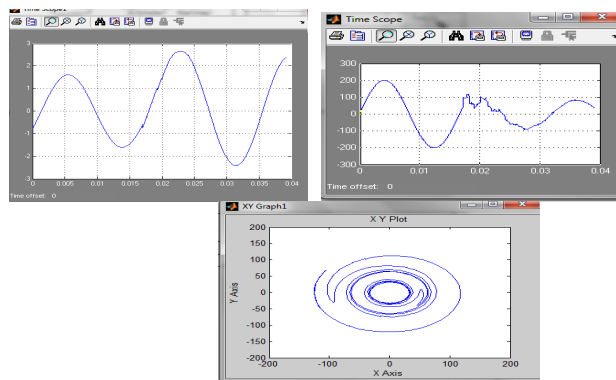 Time Scope1
3
2
1
0
-1
-2
-3
0 0.005 0.01 0.015 0.02 0.025 0.03 0.035 0.04
Time offset: 0
Time Scope
300
200
100
0
-100
-200
-300
0 0.01 0.02 0.03 0.04
Time offset: 0
XY Graph1
X Y Plot
200
150
100
50
0
-50
-100
-150
-200
Y Axis
-200 -100 0 100 200
X Axis